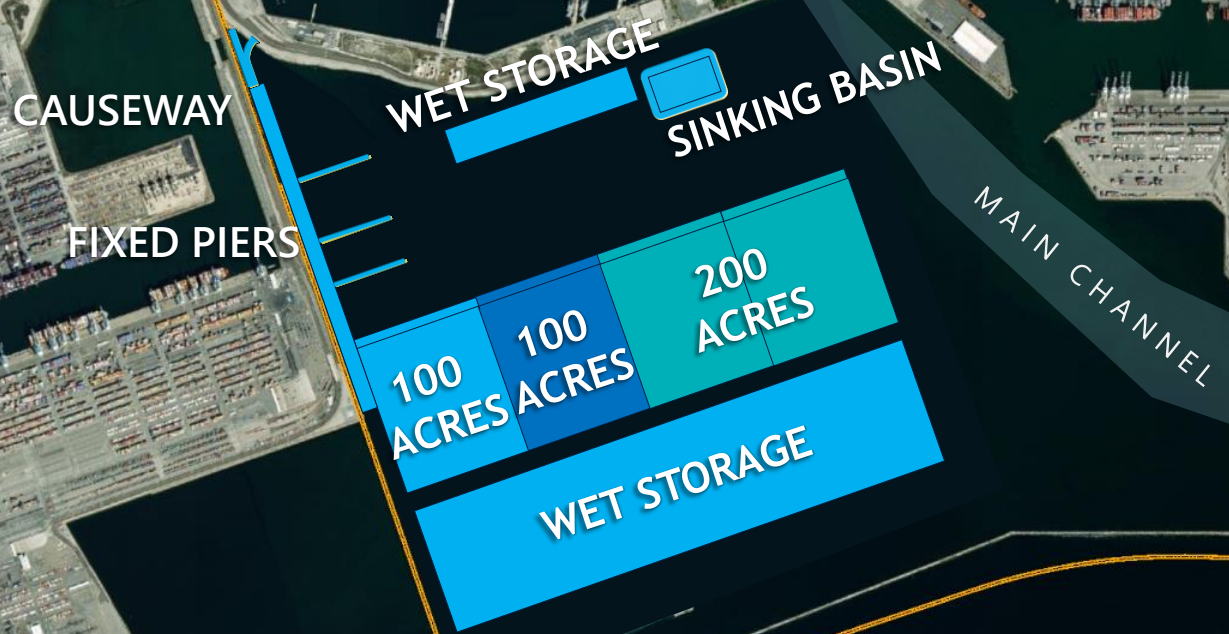 WET STORAGE
SINKING BASIN
CAUSEWAY
MAIN CHANNEL
FIXED PIERS
200
ACRES
100
ACRES
100
ACRES
WET STORAGE